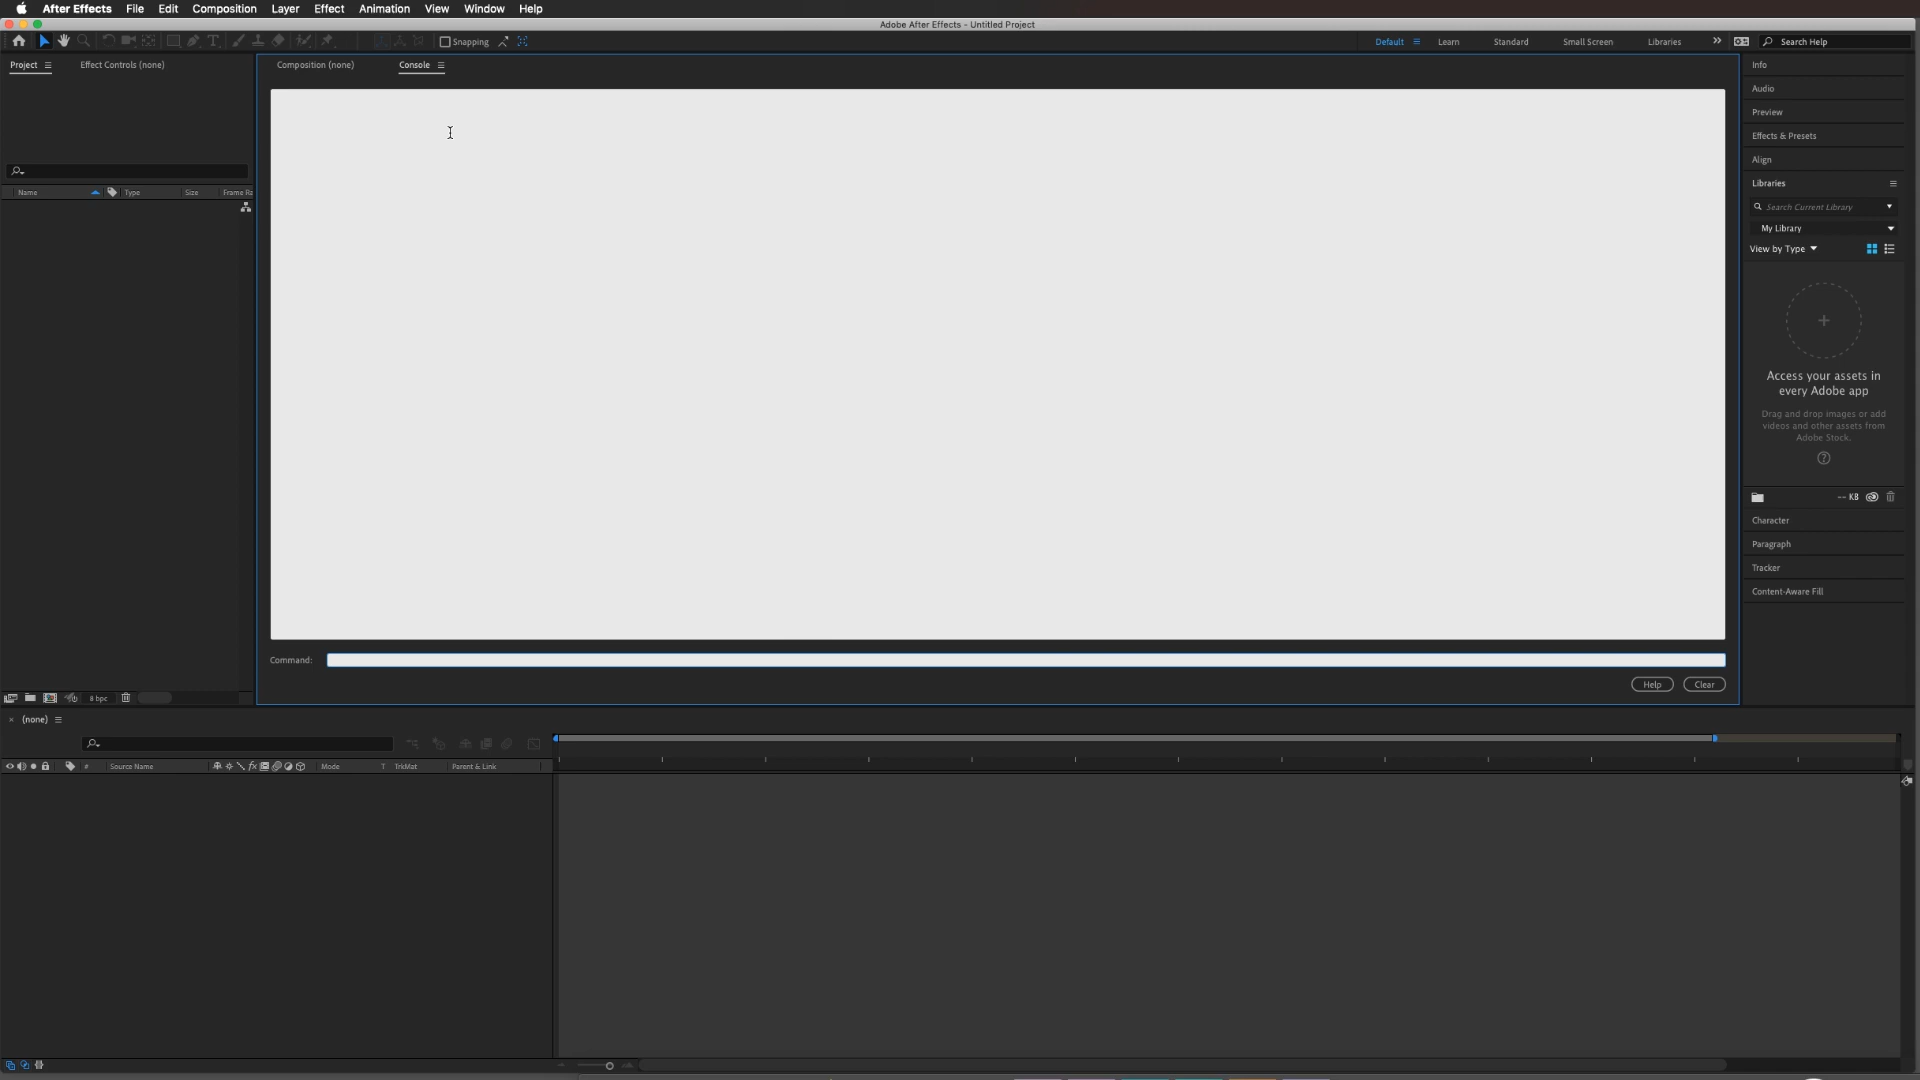 After Effects File Edit Composition Layer Effect Animation View Window Help
Adobe After Effects - Untitled Project
Snapping
Default Learn Standard Small Screen Libraries Search Help
Project Effect Controls (none)
Composition (none) Console
Info
Audio
Preview
Effects & Presets
Align
Libraries
Search Current Library
My Library
View by Type
Name Type Size Frame Ra
Access your assets in
every Adobe app
Drag and drop images or add
videos and other assets from
Adobe Stock.
-- KB
Character
Paragraph
Tracker
Content-Aware Fill
Command:
Help Clear
8 bpc
(none)
# Source Name fx Mode T TrkMat Parent & Link